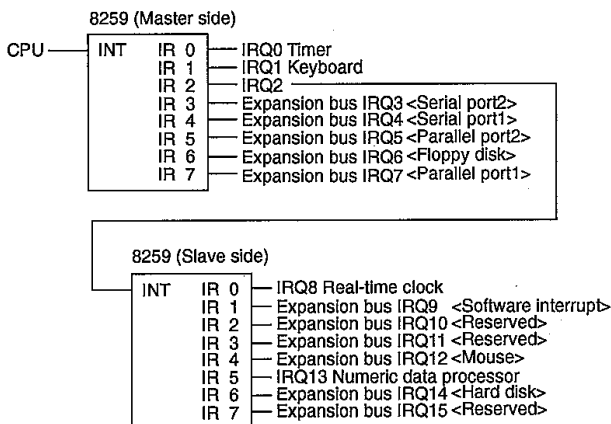 8259 (Master side)
CPU INT IR 0 IRQ0 Timer
IR 1 IRQ1 Keyboard
IR 2 IRQ2
IR 3 Expansion bus IRQ3 <Serial port2>
IR 4 Expansion bus IRQ4 <Serial port1>
IR 5 Expansion bus IRQ5 <Parallel port2>
IR 6 Expansion bus IRQ6 <Floppy disk>
IR 7 Expansion bus IRQ7 <Parallel port1>
8259 (Slave side)
INT IR 0 IRQ8 Real-time clock
IR 1 Expansion bus IRQ9 <Software interrupt>
IR 2 Expansion bus IRQ10 <Reserved>
IR 3 Expansion bus IRQ11 <Reserved>
IR 4 Expansion bus IRQ12 <Mouse>
IR 5 IRQ13 Numeric data processor
IR 6 Expansion bus IRQ14 <Hard disk>
IR 7 Expansion bus IRQ15 <Reserved>